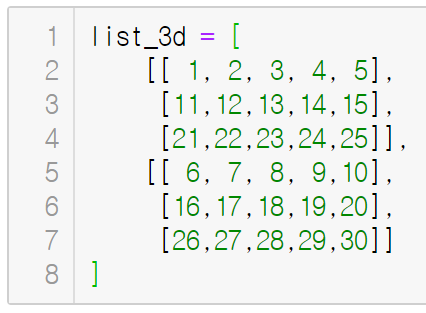 1 list_3d = [
2     [[ 1, 2, 3, 4, 5],
3      [11,12,13,14,15],
4      [21,22,23,24,25]],
5     [[ 6, 7, 8, 9,10],
6      [16,17,18,19,20],
7      [26,27,28,29,30]]
8 ]